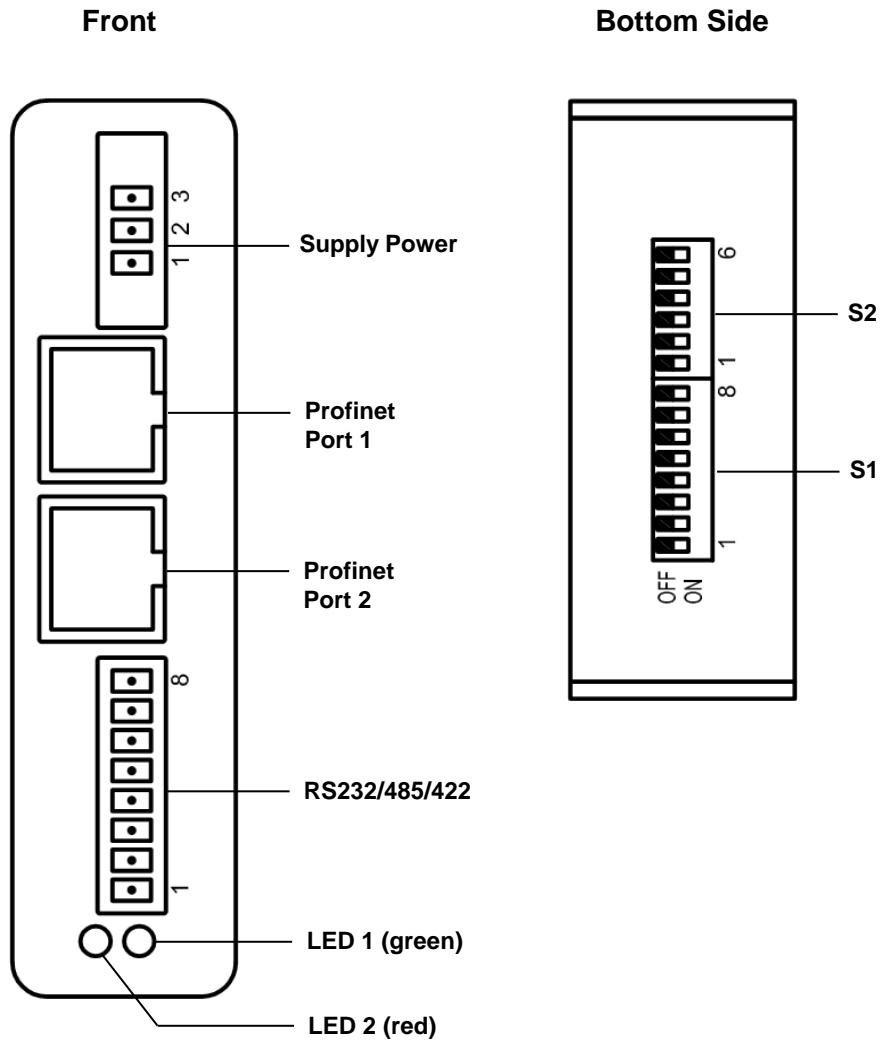 Front
Bottom Side
3
2
1
Supply Power
Profinet
Port 1
Profinet
Port 2
8
1
RS232/485/422
LED 1 (green)
LED 2 (red)
6
1
S2
8
1
S1
OFF
ON